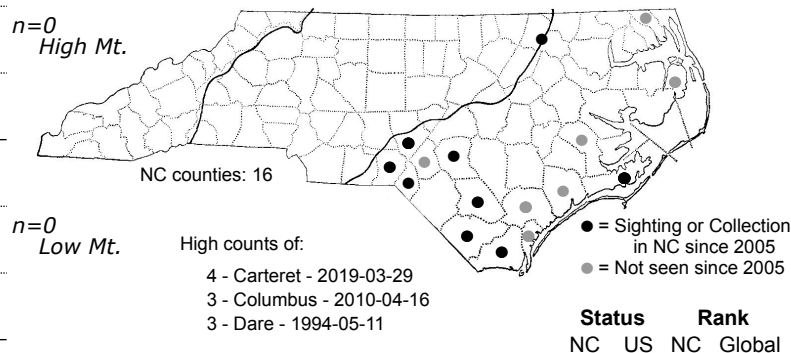 n=0
High Mt.
NC counties: 16
n=0
Low Mt.
High counts of:
4 - Carteret - 2019-03-29
3 - Columbus - 2010-04-16
3 - Dare - 1994-05-11
= Sighting or Collection
in NC since 2005
= Not seen since 2005
Status Rank
NC US NC Global